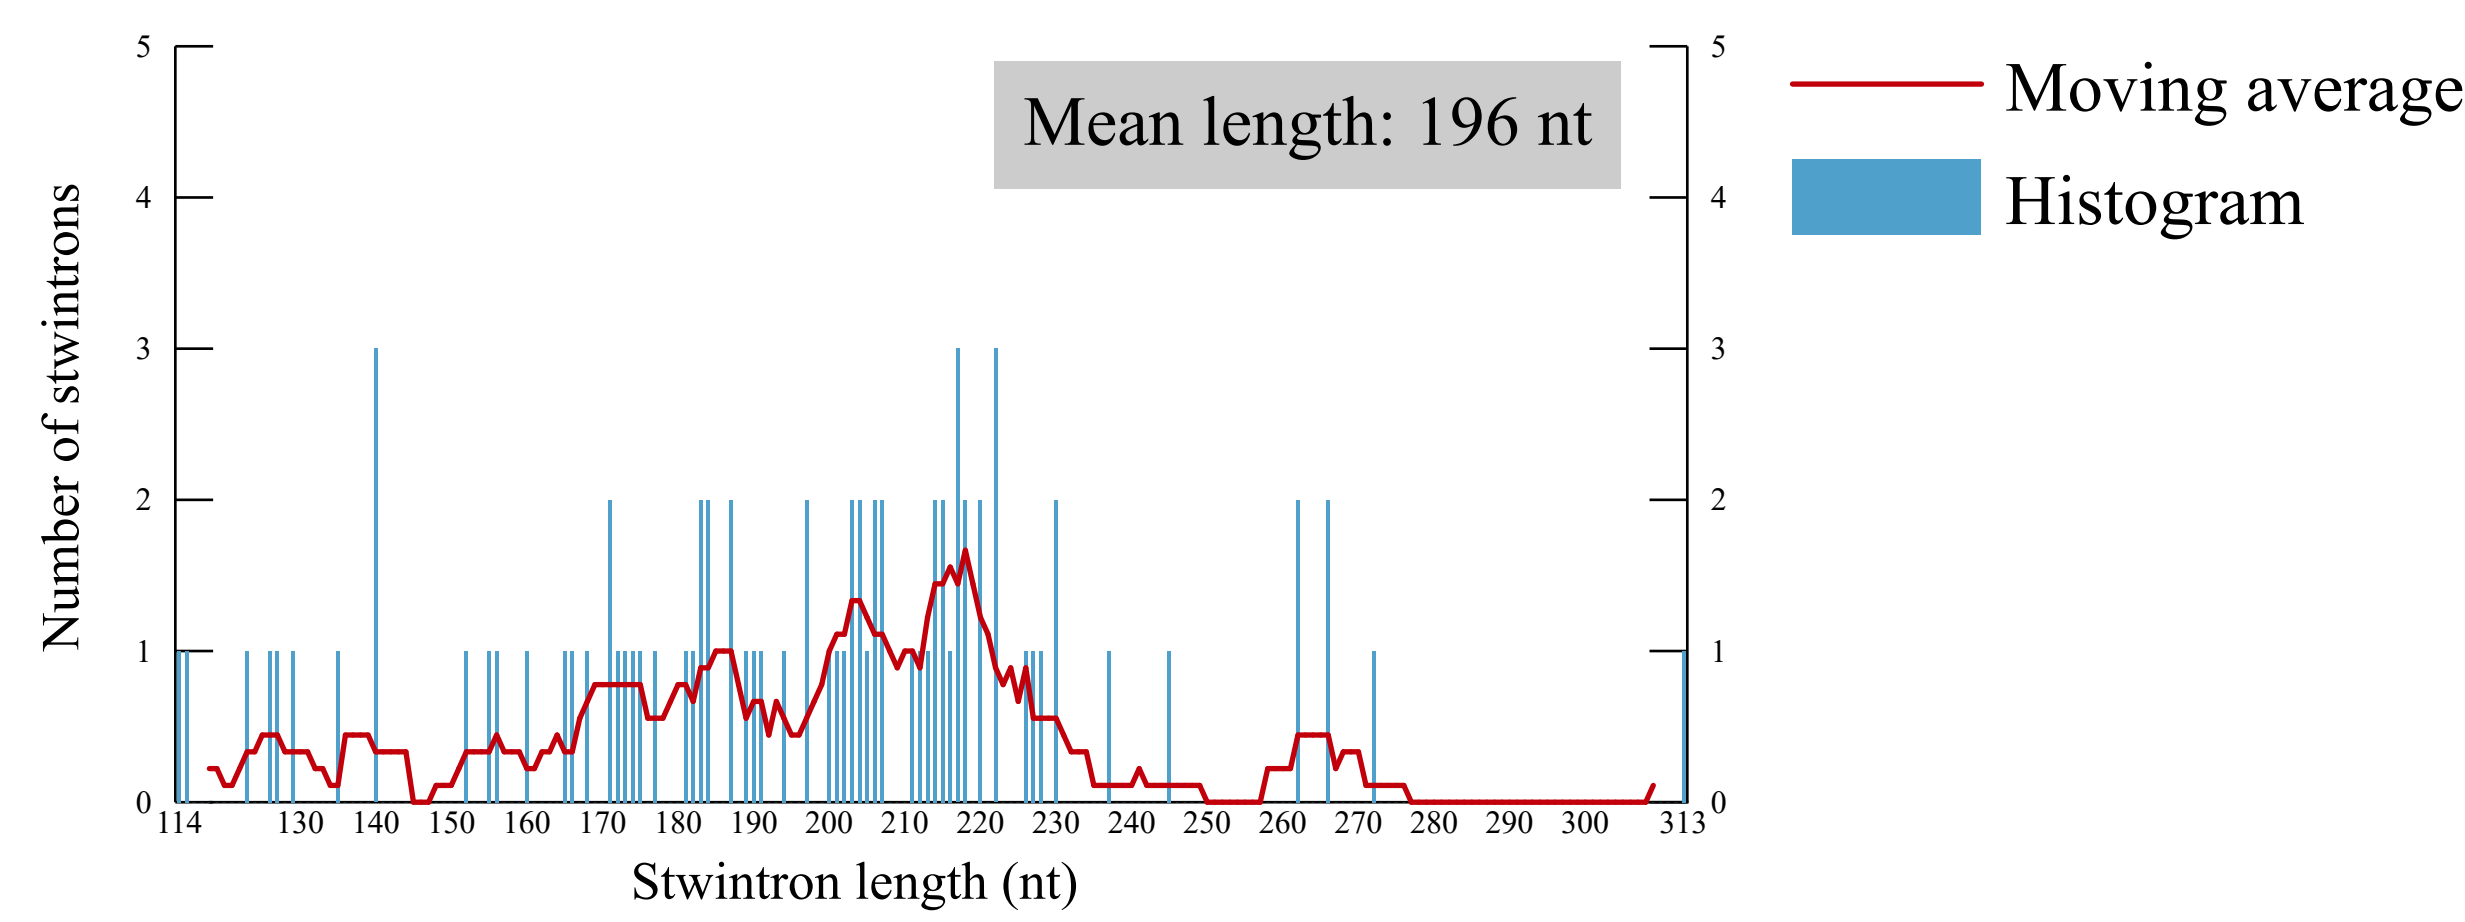 5
4
3
2
1
0
Number of stwintrons
Mean length: 196 nt
5
4
3
2
1
0
Moving average
Histogram
114 130 140 150 160 170 180 190 200 210 220 230 240 250 260 270 280 290 300 313
Stwintron length (nt)